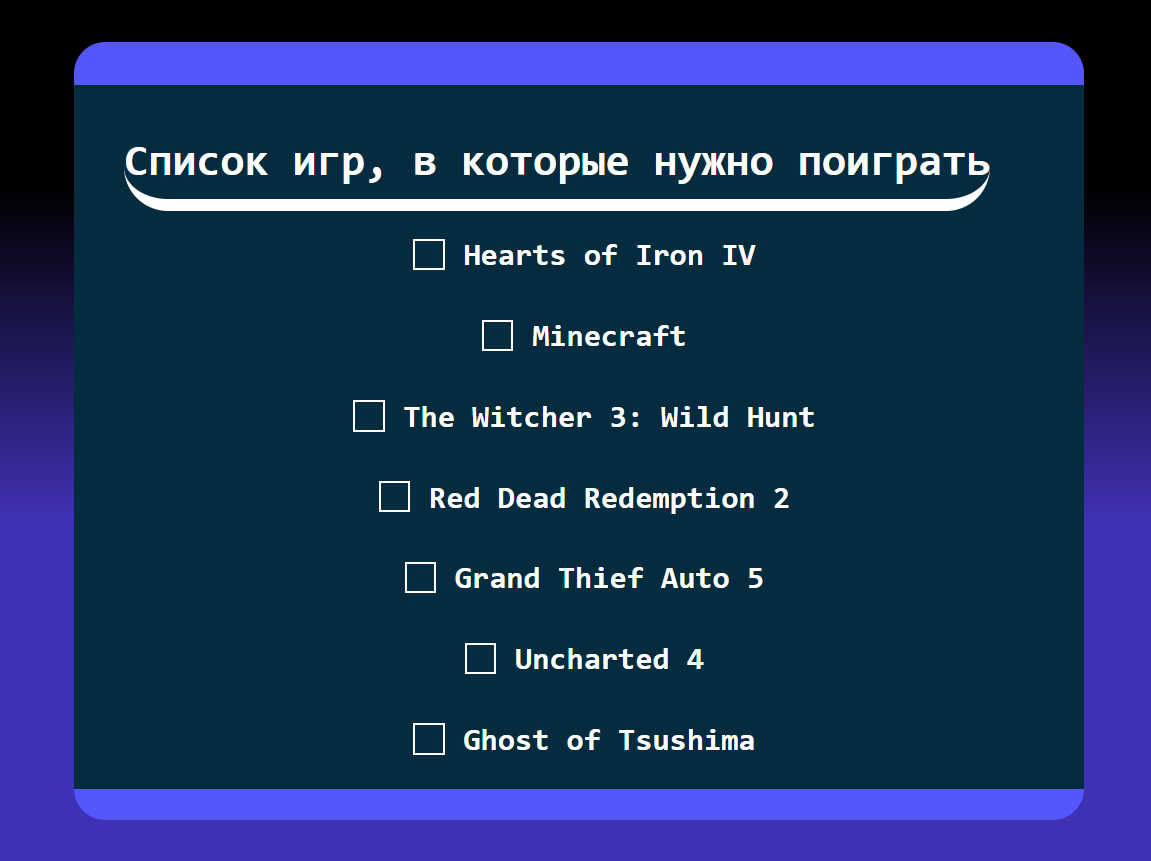 Список игр, в которые нужно поиграть
Hearts of Iron IV
Minecraft
The Witcher 3: Wild Hunt
Red Dead Redemption 2
Grand Thief Auto 5
Uncharted 4
Ghost of Tsushima